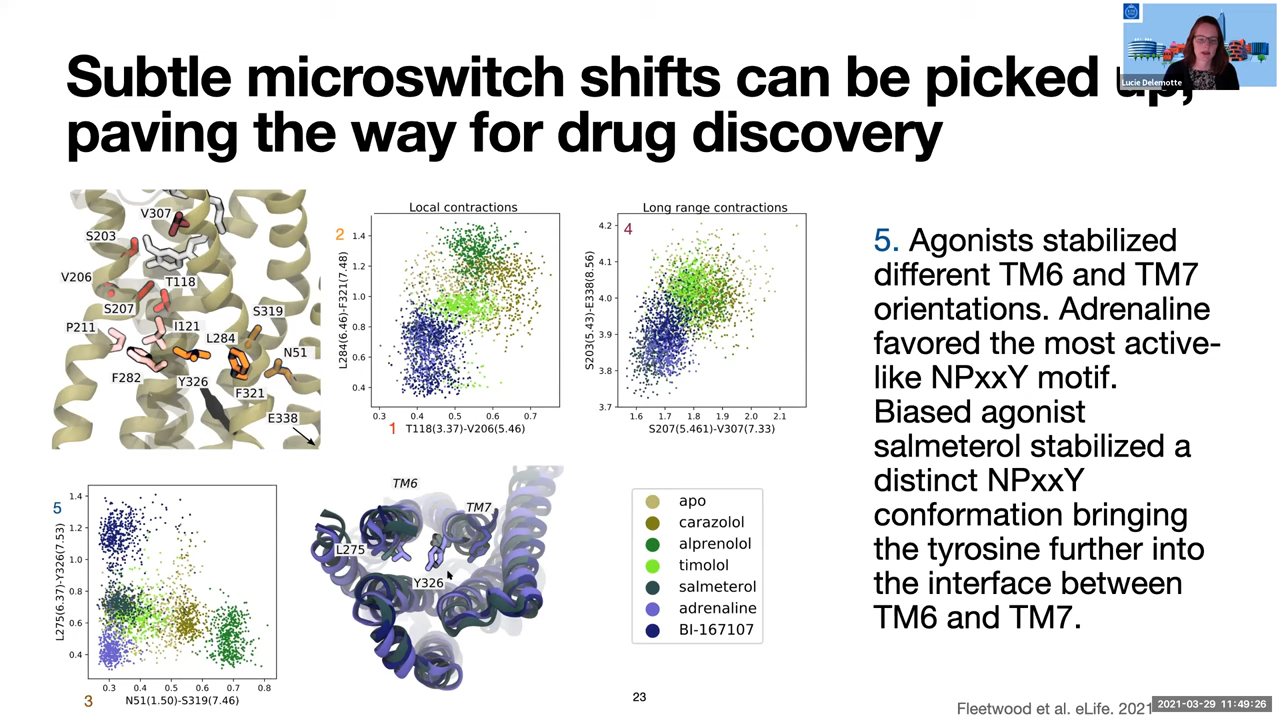 Subtle microswitch shifts can be picked up,
paving the way for drug discovery
Lucie Delemotte
V307
S203
V206
T118
S207
S319
P211
I121
L284
N51
F282
Y326
F321
E338
Local contractions
2
L284(6.46)-F321(7.48)
1.4
1.2
1.0
0.8
0.6
0.4
0.3 0.4 0.5 0.6 0.7
1 T118(3.37)-V206(5.46)
Long range contractions
4
S203(5.43)-E338(8.56)
4.2
4.1
4.0
3.9
3.8
3.7
1.6 1.7 1.8 1.9 2.0 2.1
S207(5.461)-V307(7.33)
5. Agonists stabilized
different TM6 and TM7
orientations. Adrenaline
favored the most active-
like NPxxY motif.
Biased agonist
salmeterol stabilized a
distinct NPxxY
conformation bringing
the tyrosine further into
the interface between
TM6 and TM7.
5
L275(6.37)-Y326(7.53)
1.4
1.2
1.0
0.8
0.6
0.4
0.3 0.4 0.5 0.6 0.7 0.8
3 N51(1.50)-S319(7.46)
TM6
TM7
L275
Y326
apo
carazolol
alprenolol
timolol
salmeterol
adrenaline
BI-167107
23
Fleetwood et al. eLife. 2021
2021-03-29 11:49:26